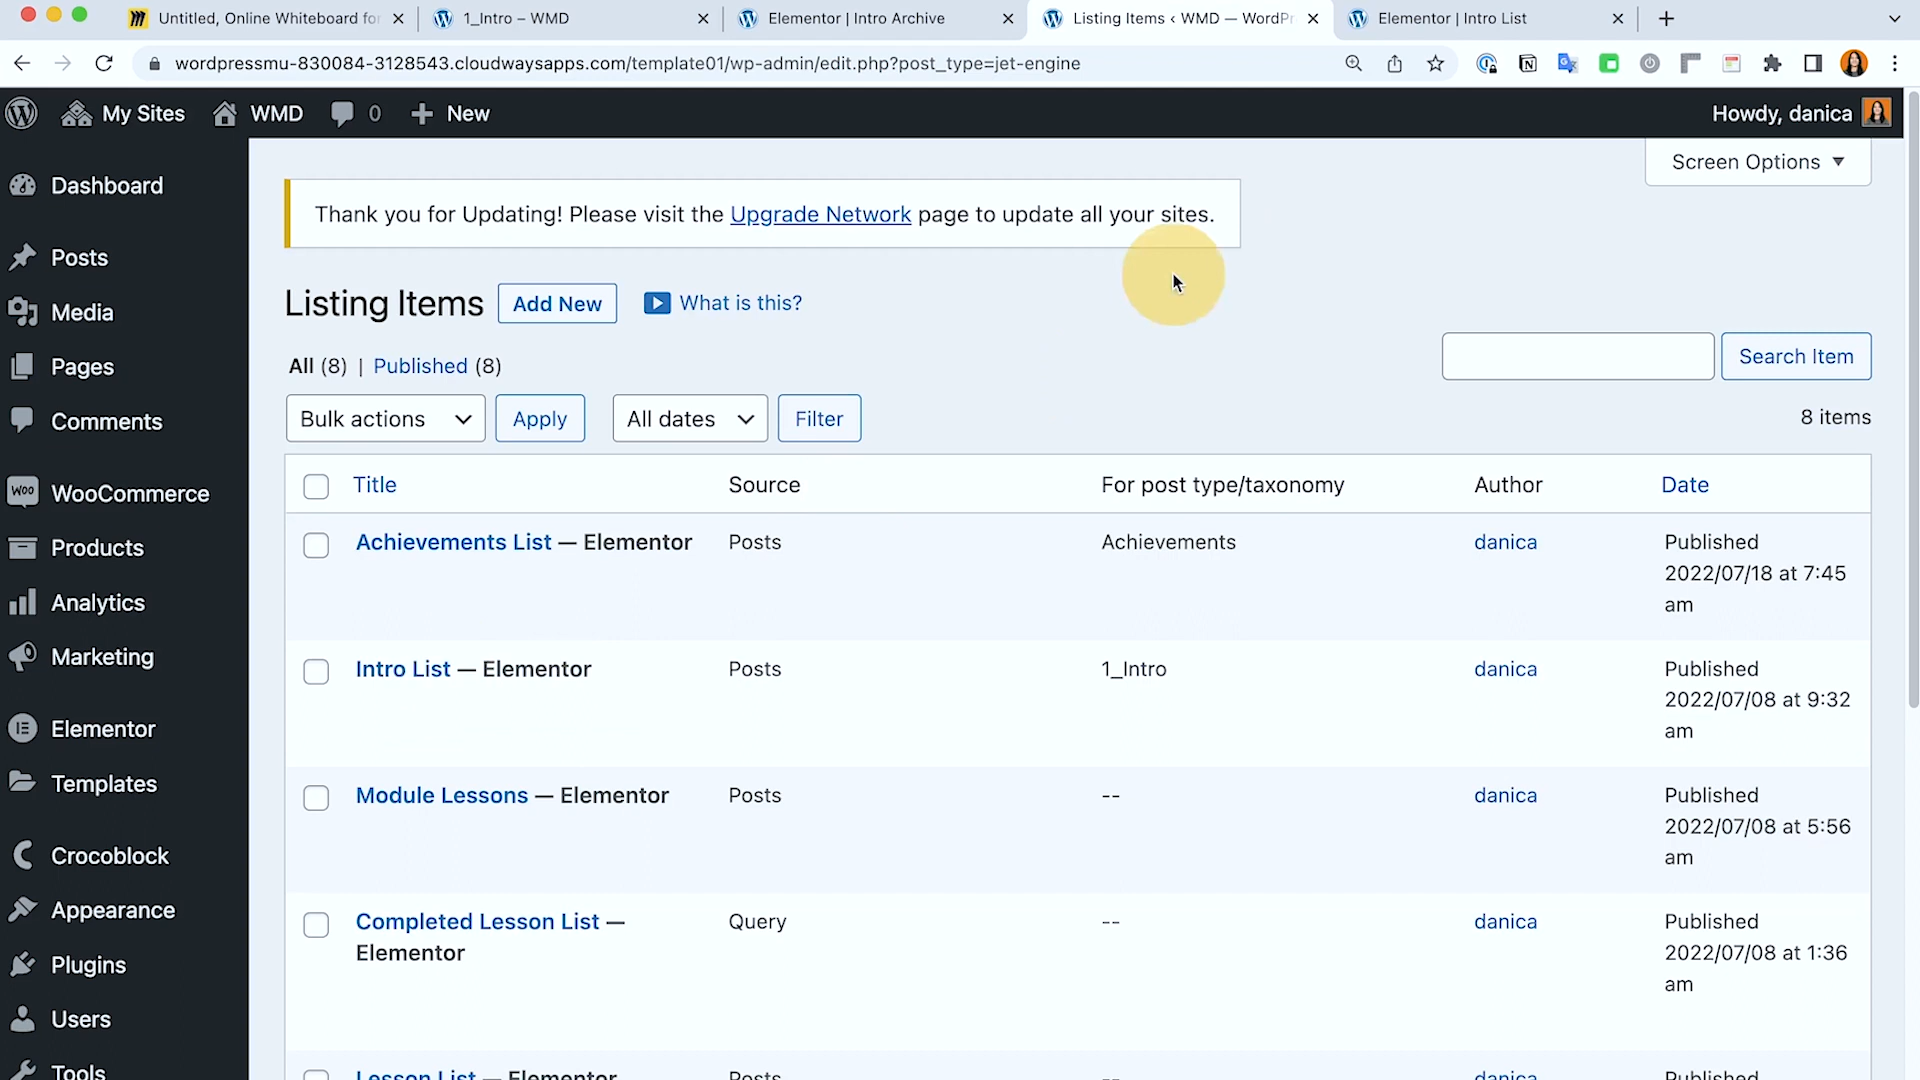 Untitled, Online Whiteboard for
1_Intro – WMD
Elementor | Intro Archive
Listing Items ‹ WMD — WordPr
Elementor | Intro List
wordpressmu-830084-3128543.cloudwaysapps.com/template01/wp-admin/edit.php?post_type=jet-engine
My Sites
WMD
0
New
Howdy, danica
Screen Options
Dashboard
Posts
Media
Pages
Comments
WooCommerce
Products
Analytics
Marketing
Elementor
Templates
Crocoblock
Appearance
Plugins
Users
Tools
Thank you for Updating! Please visit the Upgrade Network page to update all your sites.
Listing Items
Add New
What is this?
All (8) | Published (8)
Search Item
Bulk actions
Apply
All dates
Filter
8 items
Title Source For post type/taxonomy Author Date
Achievements List — Elementor Posts Achievements danica Published
2022/07/18 at 7:45
am
Intro List — Elementor Posts 1_Intro danica Published
2022/07/08 at 9:32
am
Module Lessons — Elementor Posts -- danica Published
2022/07/08 at 5:56
am
Completed Lesson List — Query -- danica Published
Elementor 2022/07/08 at 1:36
am
Lesson List — Elementor Posts -- danica Published